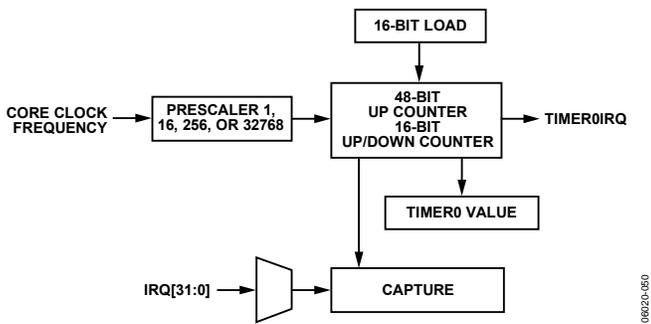 16-BIT LOAD
CORE CLOCK
FREQUENCY
PRESCALER 1,
16, 256, OR 32768
48-BIT
UP COUNTER
16-BIT
UP/DOWN COUNTER
TIMER0IRQ
TIMER0 VALUE
IRQ[31:0]
CAPTURE
06020-050